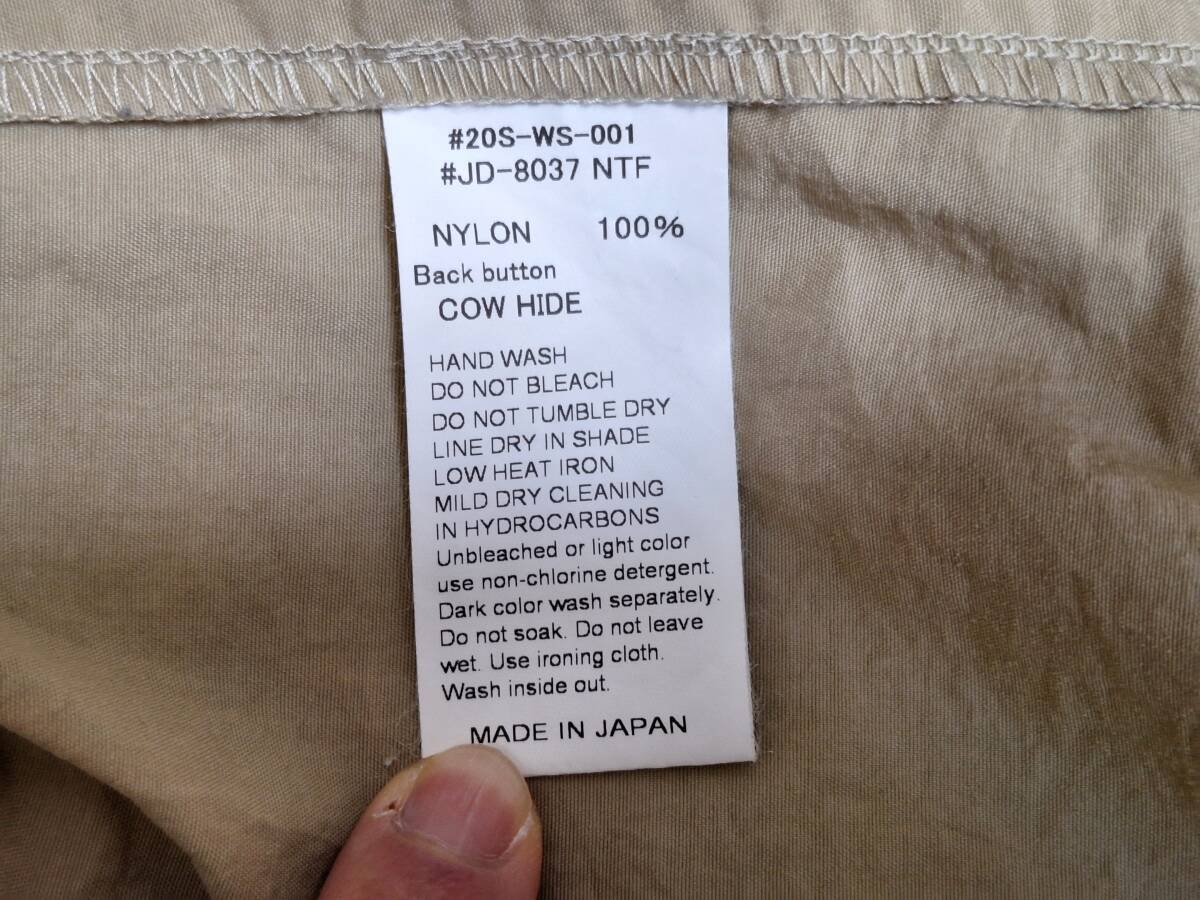 #20S-WS-001
#JD-8037 NTF
NYLON 100%
Back button
COW HIDE
HAND WASH
DO NOT BLEACH
DO NOT TUMBLE DRY
LINE DRY IN SHADE
LOW HEAT IRON
MILD DRY CLEANING
IN HYDROCARBONS
Unbleached or light color
use non-chlorine detergent.
Dark color wash separately.
Do not soak. Do not leave
wet. Use ironing cloth.
Wash inside out.
MADE IN JAPAN